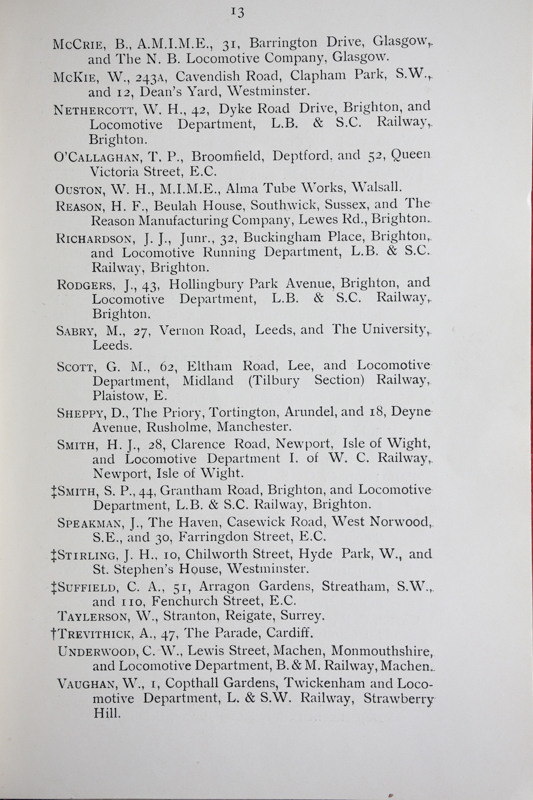 13
McCrie, B., A.M.I.M.E., 31, Barrington Drive, Glasgow,
and The N. B. Locomotive Company, Glasgow.
McKie, W., 243A, Cavendish Road, Clapham Park, S.W.,
and 12, Dean's Yard, Westminster.
Nethercott, W. H., 42, Dyke Road Drive, Brighton, and
Locomotive Department, L.B. & S.C. Railway,
Brighton.
O'Callaghan, T. P., Broomfield, Deptford, and 52, Queen
Victoria Street, E.C.
Ouston, W. H., M.I.M.E., Alma Tube Works, Walsall.
Reason, H. F., Beulah House, Southwick, Sussex, and The
Reason Manufacturing Company, Lewes Rd., Brighton.
Richardson, J. J., Junr., 32, Buckingham Place, Brighton,
and Locomotive Running Department, L.B. & S.C.
Railway, Brighton.
Rodgers, J., 43, Hollingbury Park Avenue, Brighton, and
Locomotive Department, L.B. & S.C. Railway,
Brighton.
Sabry, M., 27, Vernon Road, Leeds, and The University,
Leeds.
Scott, G. M., 62, Eltham Road, Lee, and Locomotive
Department, Midland (Tilbury Section) Railway,
Plaistow, E.
Sheppy, D., The Priory, Tortington, Arundel, and 18, Deyne
Avenue, Rusholme, Manchester.
Smith, H. J., 28, Clarence Road, Newport, Isle of Wight,
and Locomotive Department I. of W. C. Railway,
Newport, Isle of Wight.
‡Smith, S. P., 44, Grantham Road, Brighton, and Locomotive
Department, L.B. & S.C. Railway, Brighton.
Speakman, J., The Haven, Casewick Road, West Norwood,
S.E., and 30, Farringdon Street, E.C.
‡Stirling, J. H., 10, Chilworth Street, Hyde Park, W., and
St. Stephen's House, Westminster.
‡Suffield, C. A., 51, Arragon Gardens, Streatham, S.W.,
and 110, Fenchurch Street, E.C.
Taylerson, W., Stranton, Reigate, Surrey.
†Trevithick, A., 47, The Parade, Cardiff.
Underwood, C. W., Lewis Street, Machen, Monmouthshire,
and Locomotive Department, B. & M. Railway, Machen.
Vaughan, W., 1, Copthall Gardens, Twickenham and Loco-
motive Department, L. & S.W. Railway, Strawberry
Hill.